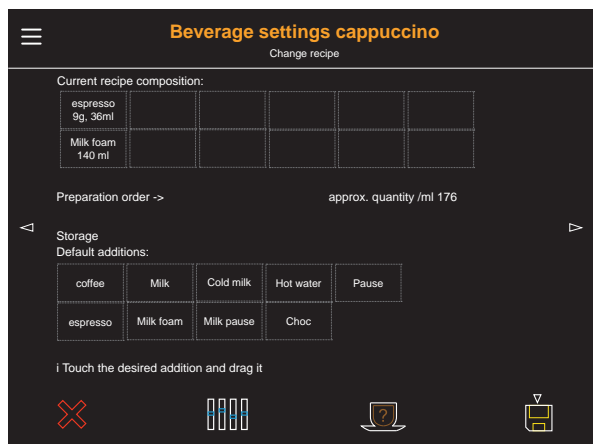 Beverage settings cappuccino
Change recipe
Current recipe composition:
espresso
9g, 36ml
Milk foam
140 ml
Preparation order -> approx. quantity /ml 176
Storage
Default additions:
coffee Milk Cold milk Hot water Pause
espresso Milk foam Milk pause Choc
i Touch the desired addition and drag it
?